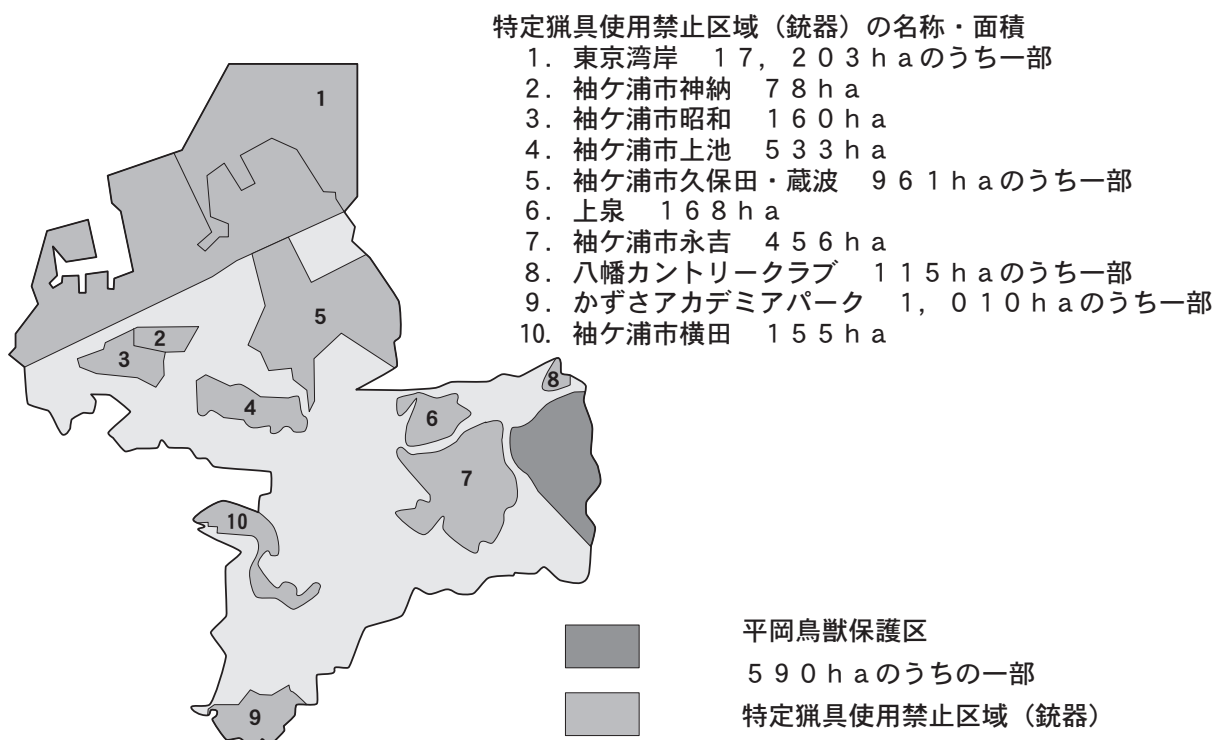 特定猟具使用禁止区域（銃器）の名称・面積
1．東京湾岸　１７，２０３ｈａのうち一部
2．袖ケ浦市神納　７８ｈａ
3．袖ケ浦市昭和　１６０ｈａ
4．袖ケ浦市上池　５３３ｈａ
5．袖ケ浦市久保田・蔵波　９６１ｈａのうち一部
6．上泉　１６８ｈａ
7．袖ケ浦市永吉　４５６ｈａ
8．八幡カントリークラブ　１１５ｈａのうち一部
9．かずさアカデミアパーク　１，０１０ｈａのうち一部
10．袖ケ浦市横田　１５５ｈａ
1
5
2
3
4
8
6
7
10
9
平岡鳥獣保護区
５９０ｈａのうちの一部
特定猟具使用禁止区域（銃器）